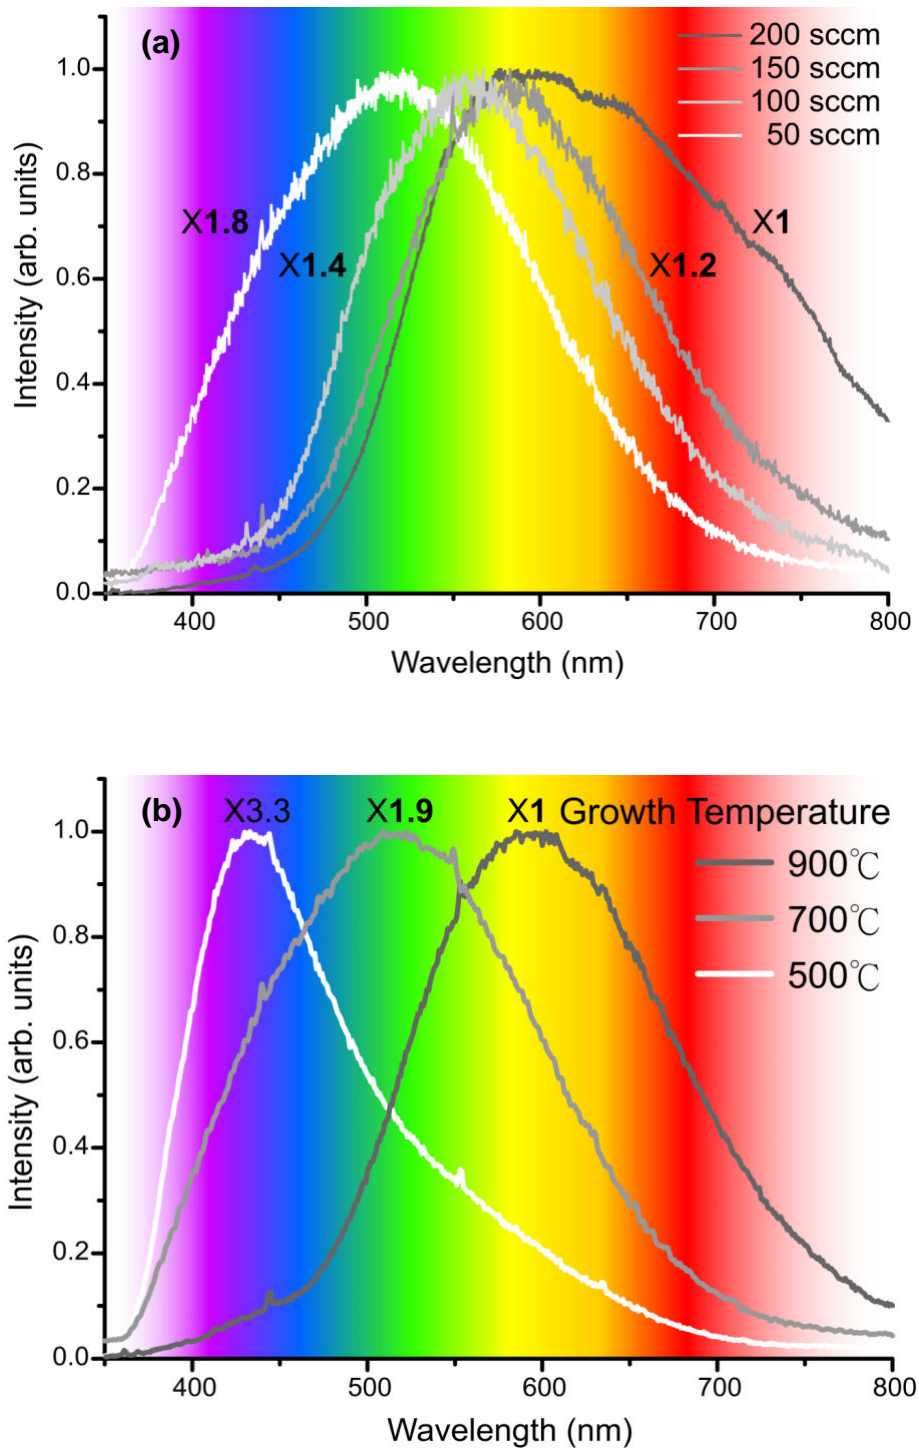 (a)
200 sccm
150 sccm
100 sccm
50 sccm
X1.8
X1.4
X1.2
X1
1.0
0.8
0.6
0.4
0.2
0.0
Intensity (arb. units)
400 500 600 700 800
Wavelength (nm)
(b)
X3.3 X1.9 X1 Growth Temperature
900℃
700℃
500℃
1.0
0.8
0.6
0.4
0.2
0.0
Intensity (arb. units)
400 500 600 700 800
Wavelength (nm)